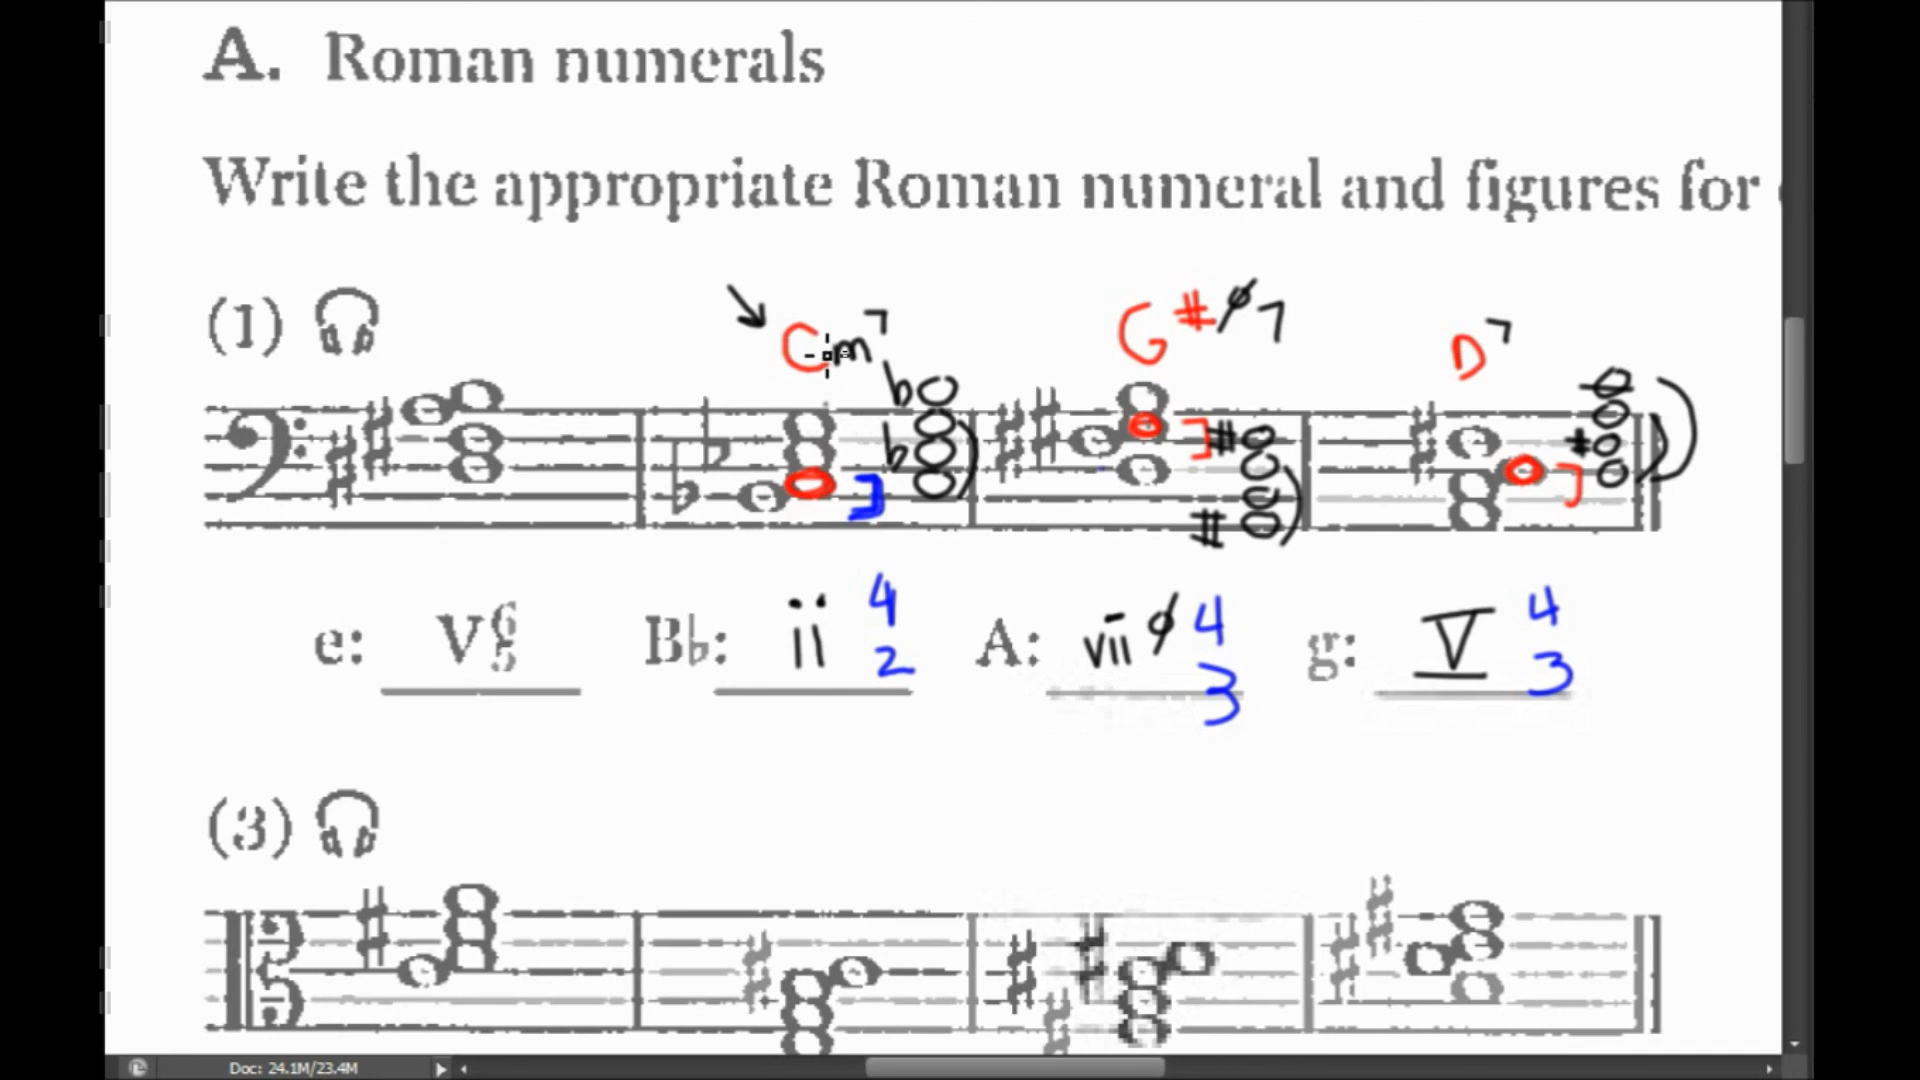 A. Roman numerals
Write the appropriate Roman numeral and figures for
(1)
Cm7 G#ø7 D7
e: V6/5 B♭: ii 4/2 A: viiø 4/3 g: V 4/3
(3)
Doc: 24.1M/23.4M